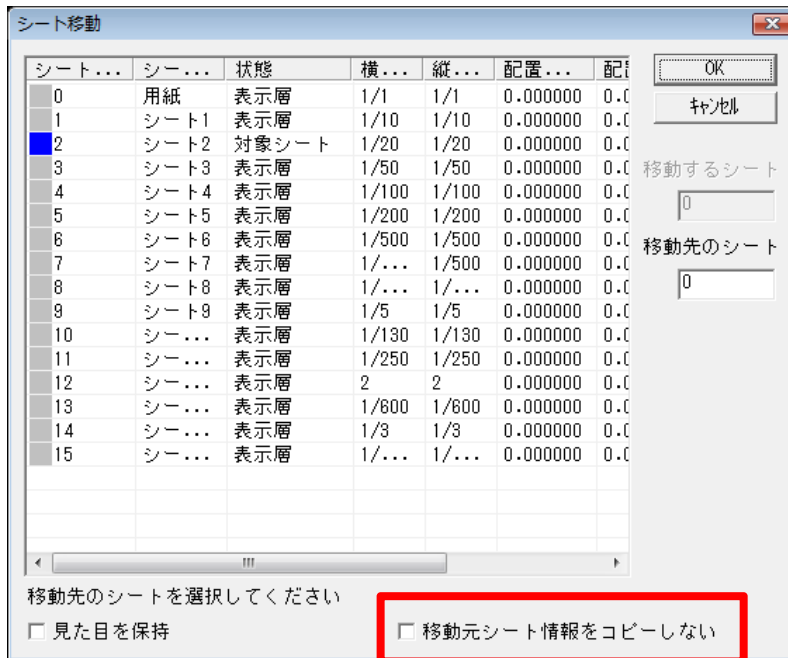 シート移動
シート... シー... 状態 横... 縦... 配置... 配
0 用紙 表示層 1/1 1/1 0.000000 0.0
1 シート1 表示層 1/10 1/10 0.000000 0.0
2 シート2 対象シート 1/20 1/20 0.000000 0.0
3 シート3 表示層 1/50 1/50 0.000000 0.0
4 シート4 表示層 1/100 1/100 0.000000 0.0
5 シート5 表示層 1/200 1/200 0.000000 0.0
6 シート6 表示層 1/500 1/500 0.000000 0.0
7 シート7 表示層 1/... 1/500 0.000000 0.0
8 シート8 表示層 1/... 1/... 0.000000 0.0
9 シート9 表示層 1/5 1/5 0.000000 0.0
10 シー... 表示層 1/130 1/130 0.000000 0.0
11 シー... 表示層 1/250 1/250 0.000000 0.0
12 シー... 表示層 2 2 0.000000 0.0
13 シー... 表示層 1/600 1/600 0.000000 0.0
14 シー... 表示層 1/3 1/3 0.000000 0.0
15 シー... 表示層 1/... 1/... 0.000000 0.0
OK
キャンセル
移動するシート
0
移動先のシート
0
移動先のシートを選択してください
見た目を保持
移動元シート情報をコピーしない